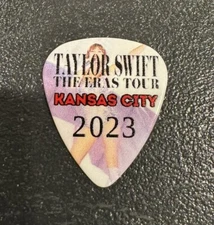 TAYLOR SWIFT
THE ERAS TOUR
KANSAS CITY
2023